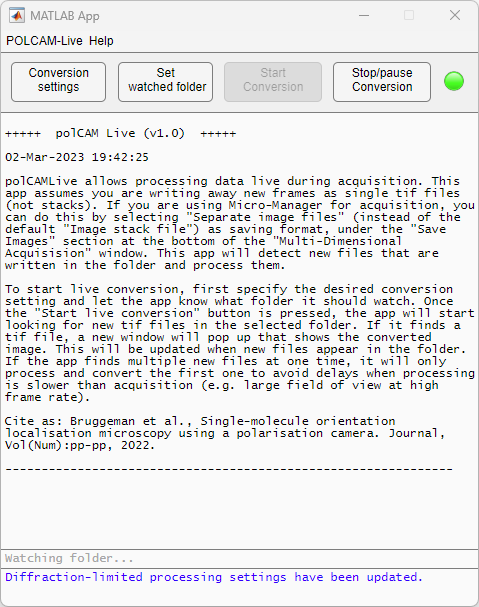 MATLAB App
POLCAM-Live Help
Conversion settings
Set watched folder
Start Conversion
Stop/pause Conversion
+++++  polCAM Live (v1.0)  +++++
02-Mar-2023 19:42:25
polCAMLive allows processing data live during acquisition. This
app assumes you are writing away new frames as single tif files
(not stacks). If you are using Micro-Manager for acquisition, you
can do this by selecting "Separate image files" (instead of the
default "Image stack file") as saving format, under the "Save
Images" section at the bottom of the "Multi-Dimensional
Acquisision" window. This app will detect new files that are
written in the folder and process them.
To start live conversion, first specify the desired conversion
setting and let the app know what folder it should watch. Once
the "Start live conversion" button is pressed, the app will start
looking for new tif files in the selected folder. If it finds a
tif file, a new window will pop up that shows the converted
image. This will be updated when new files appear in the folder.
If the app finds multiple new files at one time, it will only
process and convert the first one to avoid delays when processing
is slower than acquisition (e.g. large field of view at high
frame rate).
Cite as: Bruggeman et al., Single-molecule orientation
localisation microscopy using a polarisation camera. Journal,
Vol(Num):pp-pp, 2022.
--------------------------------------------------------------
Watching folder...
Diffraction-limited processing settings have been updated.